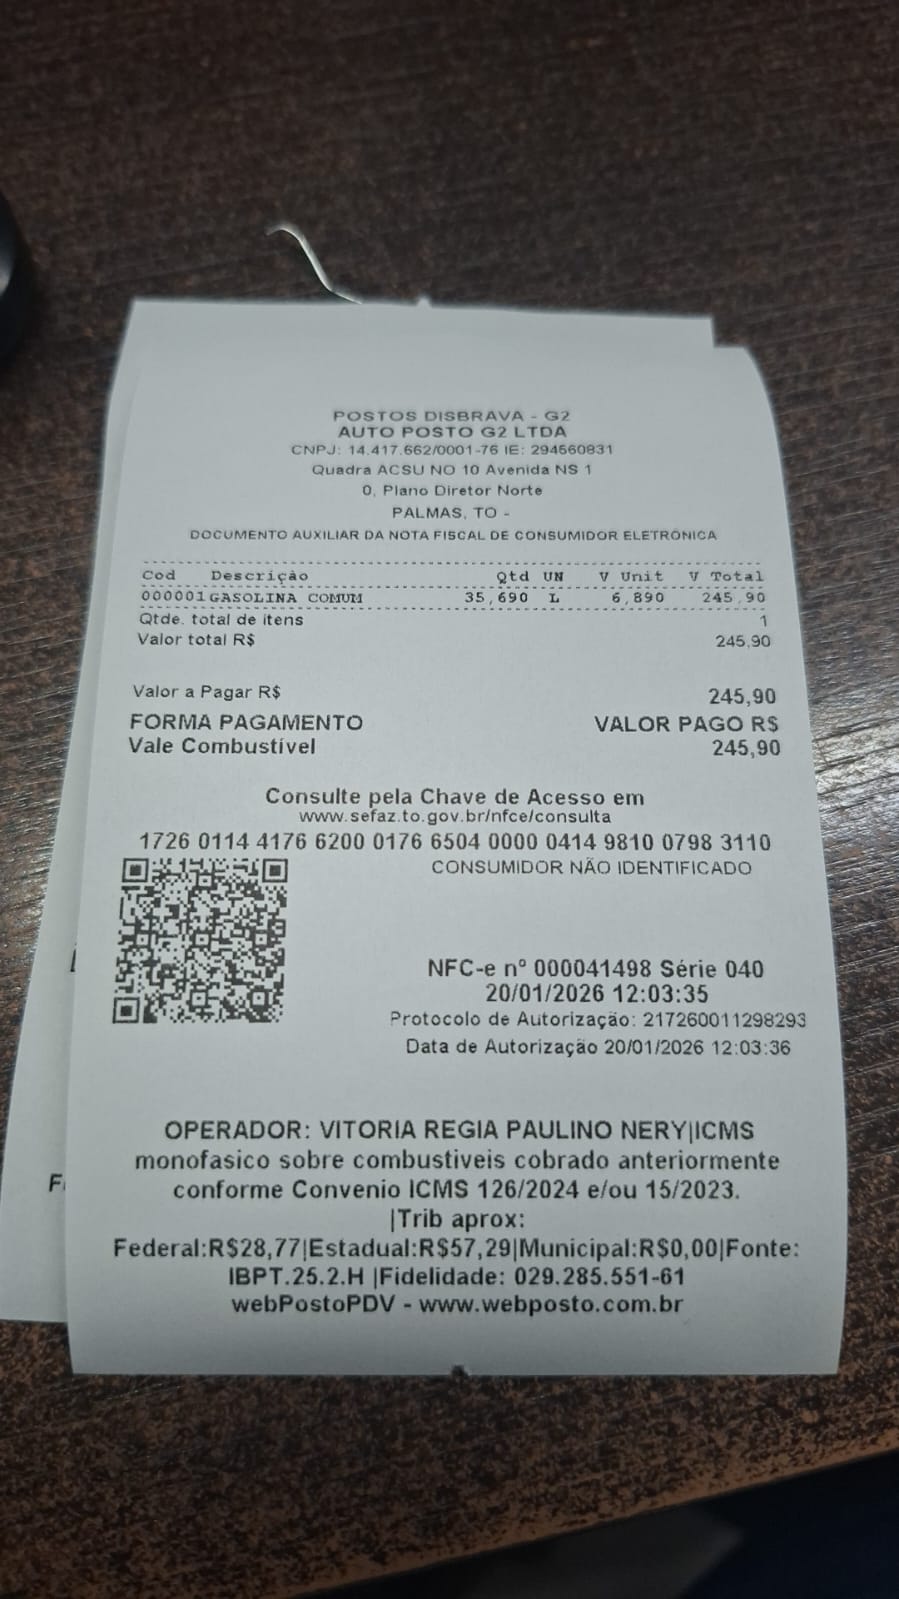 POSTOS DISBRAVA - G2
AUTO POSTO G2 LTDA
CNPJ: 14.417.662/0001-76 IE: 294560831
Quadra ACSU NO 10 Avenida NS 1
0, Plano Diretor Norte
PALMAS, TO -
DOCUMENTO AUXILIAR DA NOTA FISCAL DE CONSUMIDOR ELETRÔNICA
Cod Descrição Qtd UN V Unit V Total
000001 GASOLINA COMUM 35,690 L 6,890 245,90
Qtde. total de itens 1
Valor total R$ 245,90
Valor a Pagar R$ 245,90
FORMA PAGAMENTO VALOR PAGO R$
Vale Combustível 245,90
Consulte pela Chave de Acesso em
www.sefaz.to.gov.br/nfce/consulta
1726 0114 4176 6200 0176 6504 0000 0414 9810 0798 3110
CONSUMIDOR NÃO IDENTIFICADO
NFC-e nº 000041498 Série 040
20/01/2026 12:03:35
Protocolo de Autorização: 217260011298293
Data de Autorização 20/01/2026 12:03:36
OPERADOR: VITORIA REGIA PAULINO NERY|ICMS
monofasico sobre combustiveis cobrado anteriormente
conforme Convenio ICMS 126/2024 e/ou 15/2023.
|Trib aprox:
Federal:R$28,77|Estadual:R$57,29|Municipal:R$0,00|Fonte:
IBPT.25.2.H |Fidelidade: 029.285.551-61
webPostoPDV - www.webposto.com.br